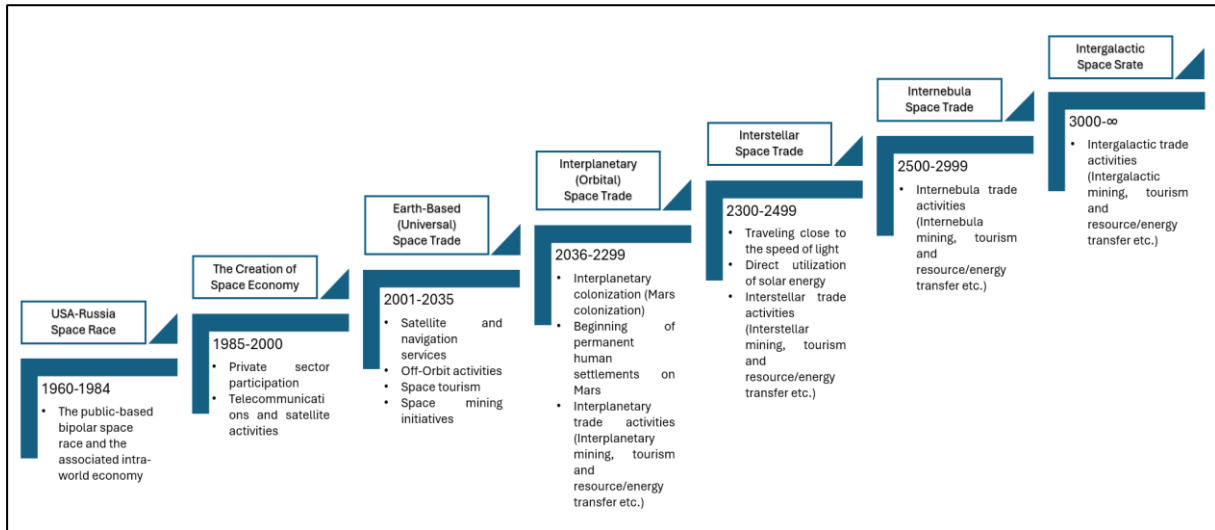 USA-Russia
Space Race
1960-1984
• The public-based
bipolar space
race and the
associated intra-
world economy
The Creation of
Space Economy
1985-2000
• Private sector
participation
• Telecommunicati
ons and satellite
activities
Earth-Based
(Universal)
Space Trade
2001-2035
• Satellite and
navigation
services
• Off-Orbit activities
• Space tourism
• Space mining
initiatives
Interplanetary
(Orbital)
Space Trade
2036-2299
• Interplanetary
colonization (Mars
colonization)
• Beginning of
permanent
human
settlements on
Mars
• Interplanetary
trade activities
(Interplanetary
mining, tourism
and
resource/energy
transfer etc.)
Interstellar
Space Trade
2300-2499
• Traveling close to
the speed of light
• Direct utilization
of solar energy
• Interstellar trade
activities
(Interstellar
mining, tourism
and
resource/energy
transfer etc.)
Internebula
Space Trade
2500-2999
• Internebula trade
activities
(Internebula
mining, tourism
and
resource/energy
transfer etc.)
Intergalactic
Space Srate
3000-∞
• Intergalactic trade
activities
(Intergalactic
mining, tourism
and
resource/energy
transfer etc.)